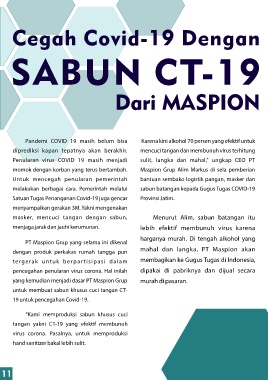 Cegah Covid-19 Dengan
SABUN CT-19
Dari MASPION
Pandemi COVID 19 masih belum bisa
diprediksi kapan tepatnya akan berakhir.
Penularan virus COVID 19 masih menjadi
momok dengan korban yang terus bertambah.
Untuk mencegah penularan pemerintah
melakukan berbagai cara. Pemerintah melalui
Satuan Tugas Penanganan Covid-19 juga gencar
menyampaikan gerakan 3M. Yakni mengenakan
masker, mencuci tangan dengan sabun,
menjaga jarak dan jauhi kerumunan.
PT Maspion Grup yang selama ini dikenal
dengan produk perkakas rumah tangga pun
tergerak untuk berpartisipasi dalam
pencegahan penularan virus corona. Hal inilah
yang kemudian menjadi dasar PT Maspion Grup
untuk membuat sabun khusus cuci tangan CT-
19 untuk pencegahan Covid-19.
"Kami memproduksi sabun khusus cuci
tangan yakni CT-19 yang efektif membunuh
virus corona. Pasalnya, untuk memproduksi
hand sanitizer bakal lebih sulit.
Karena kini alkohol 70 persen yang efektif untuk
mencuci tangan dan membunuh virus terhitung
sulit, langka dan mahal," ungkap CEO PT
Maspion Grup Alim Markus di sela pemberian
bantuan sembako logistik pangan, masker dan
sabun batangan kepada Gugus Tugas COVID-19
Provinsi Jatim.
Menurut Alim, sabun batangan itu
lebih efektif membunuh virus karena
harganya murah. Di tengah alkohol yang
mahal dan langka, PT Maspion akan
membagikan ke Gugus Tugas di Indonesia,
dipakai di pabriknya dan dijual secara
murah di pasaran.
11